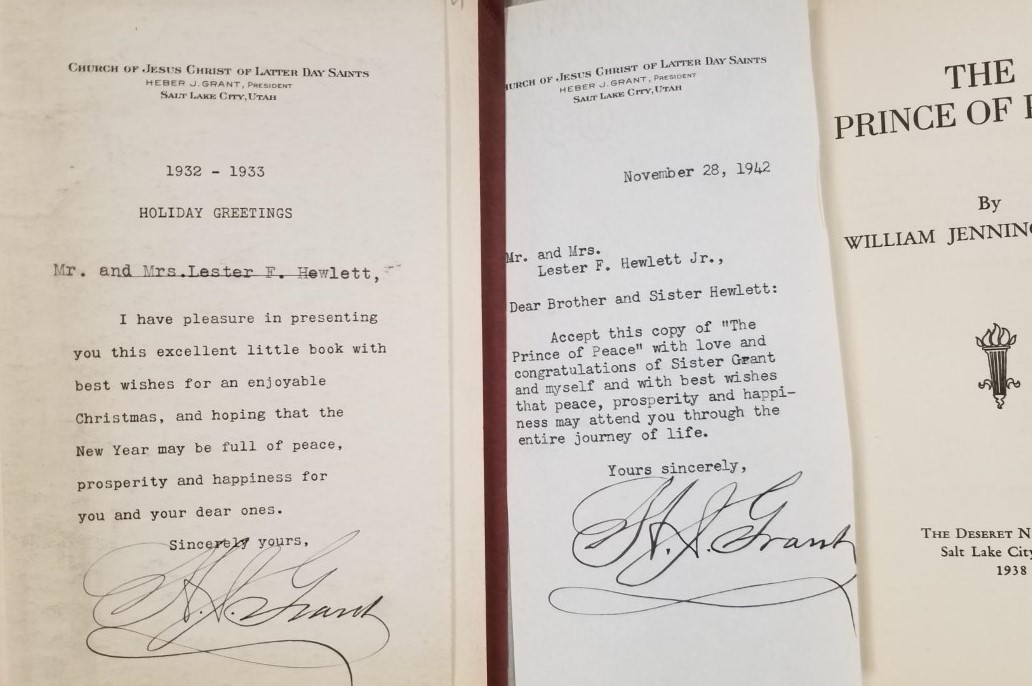 CHURCH OF JESUS CHRIST OF LATTER DAY SAINTS
HEBER J. GRANT, PRESIDENT
SALT LAKE CITY, UTAH
1932 - 1933
HOLIDAY GREETINGS
Mr. and Mrs.Lester F. Hewlett,
I have pleasure in presenting
you this excellent little book with
best wishes for an enjoyable
Christmas, and hoping that the
New Year may be full of peace,
prosperity and happiness for
you and your dear ones.
Sincerely yours,
H. J. Grant
HURCH OF JESUS CHRIST OF LATTER DAY SAINTS
HEBER J. GRANT, PRESIDENT
SALT LAKE CITY, UTAH
November 28, 1942
Mr. and Mrs.
Lester F. Hewlett Jr.,
Dear Brother and Sister Hewlett:
Accept this copy of "The
Prince of Peace" with love and
congratulations of Sister Grant
and myself and with best wishes
that peace, prosperity and happi-
ness may attend you through the
entire journey of life.
Yours sincerely,
H. J. Grant
THE
PRINCE OF
By
WILLIAM JENNING
THE DESERET N
Salt Lake City
1938